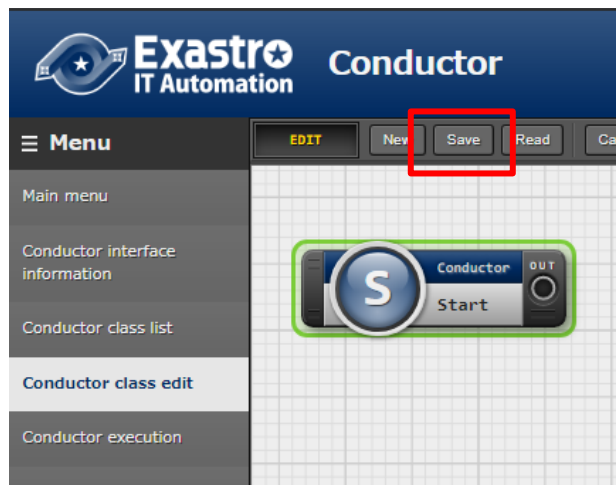 Exastro
IT Automation
Conductor
Menu
EDIT
New
Save
Read
Ca
Main menu
Conductor interface
information
Conductor class list
Conductor class edit
Conductor execution
S
Conductor
OUT
Start